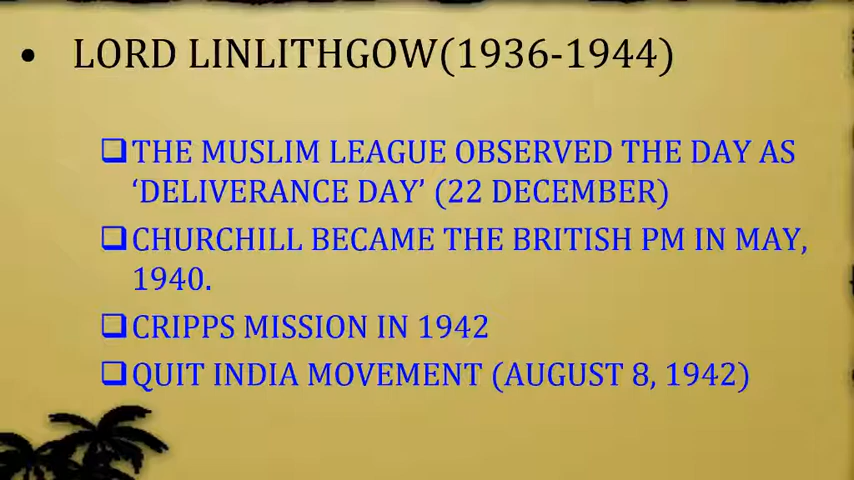 • LORD LINLITHGOW(1936-1944)
❑THE MUSLIM LEAGUE OBSERVED THE DAY AS
‘DELIVERANCE DAY’ (22 DECEMBER)
❑CHURCHILL BECAME THE BRITISH PM IN MAY,
1940.
❑CRIPPS MISSION IN 1942
❑QUIT INDIA MOVEMENT (AUGUST 8, 1942)